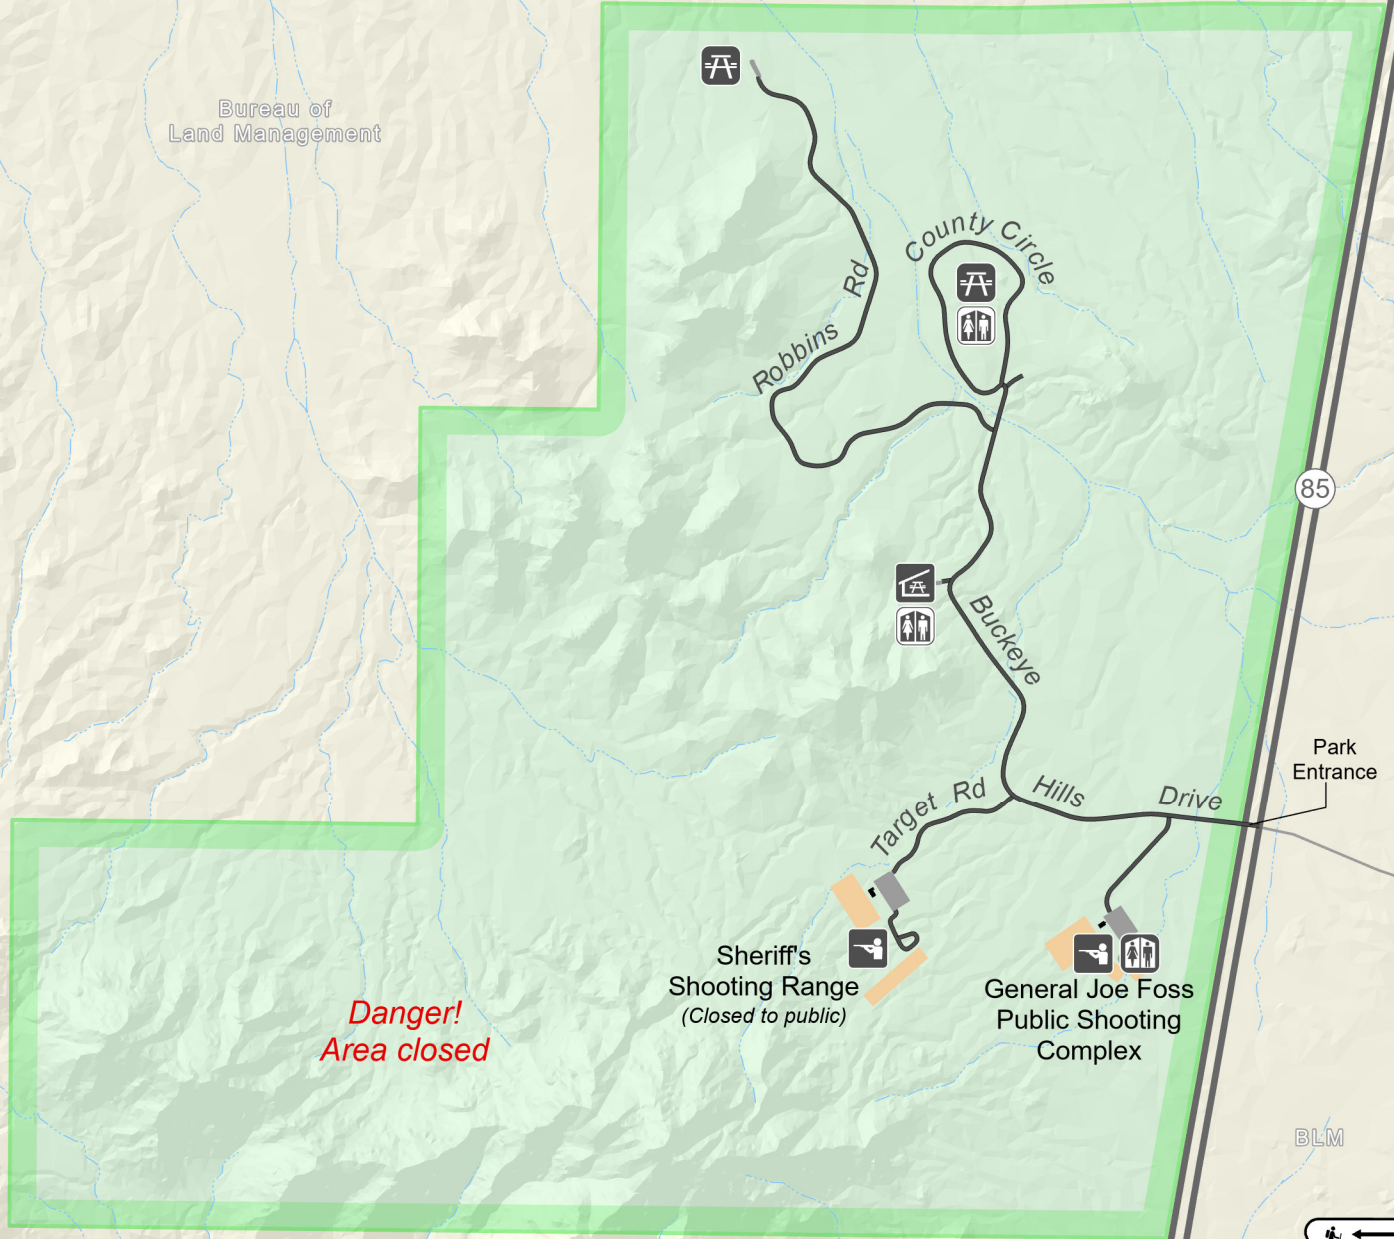 Bureau of
Land Management
County Circle
Robbins Rd
85
Buckeye Hills Drive
Park
Entrance
Target Rd
Sheriff's
Shooting Range
(Closed to public)
General Joe Foss
Public Shooting
Complex
Danger!
Area closed
BLM